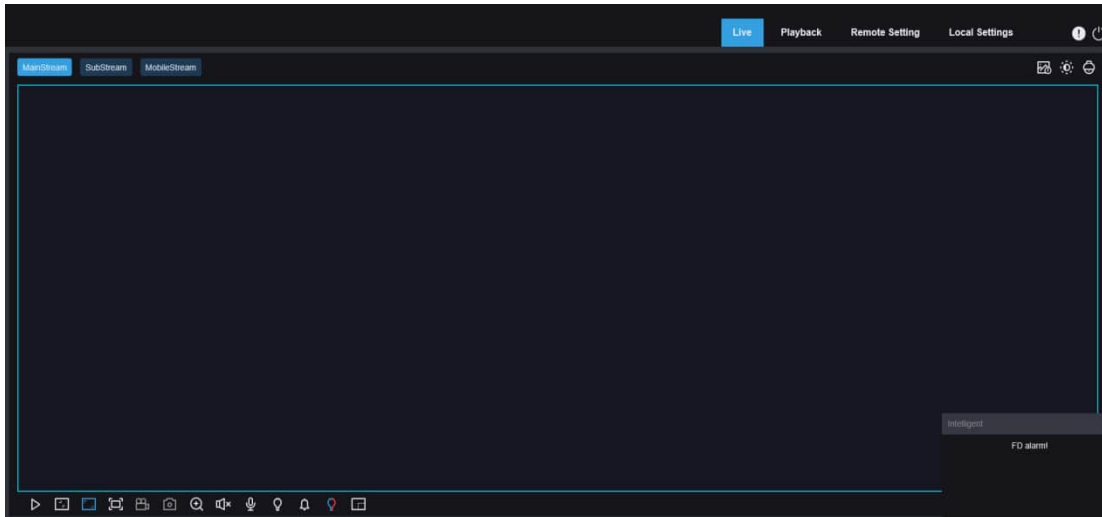 Live Playback Remote Setting Local Settings
MainStream SubStream MobileStream
Intelligent
FD alarm!